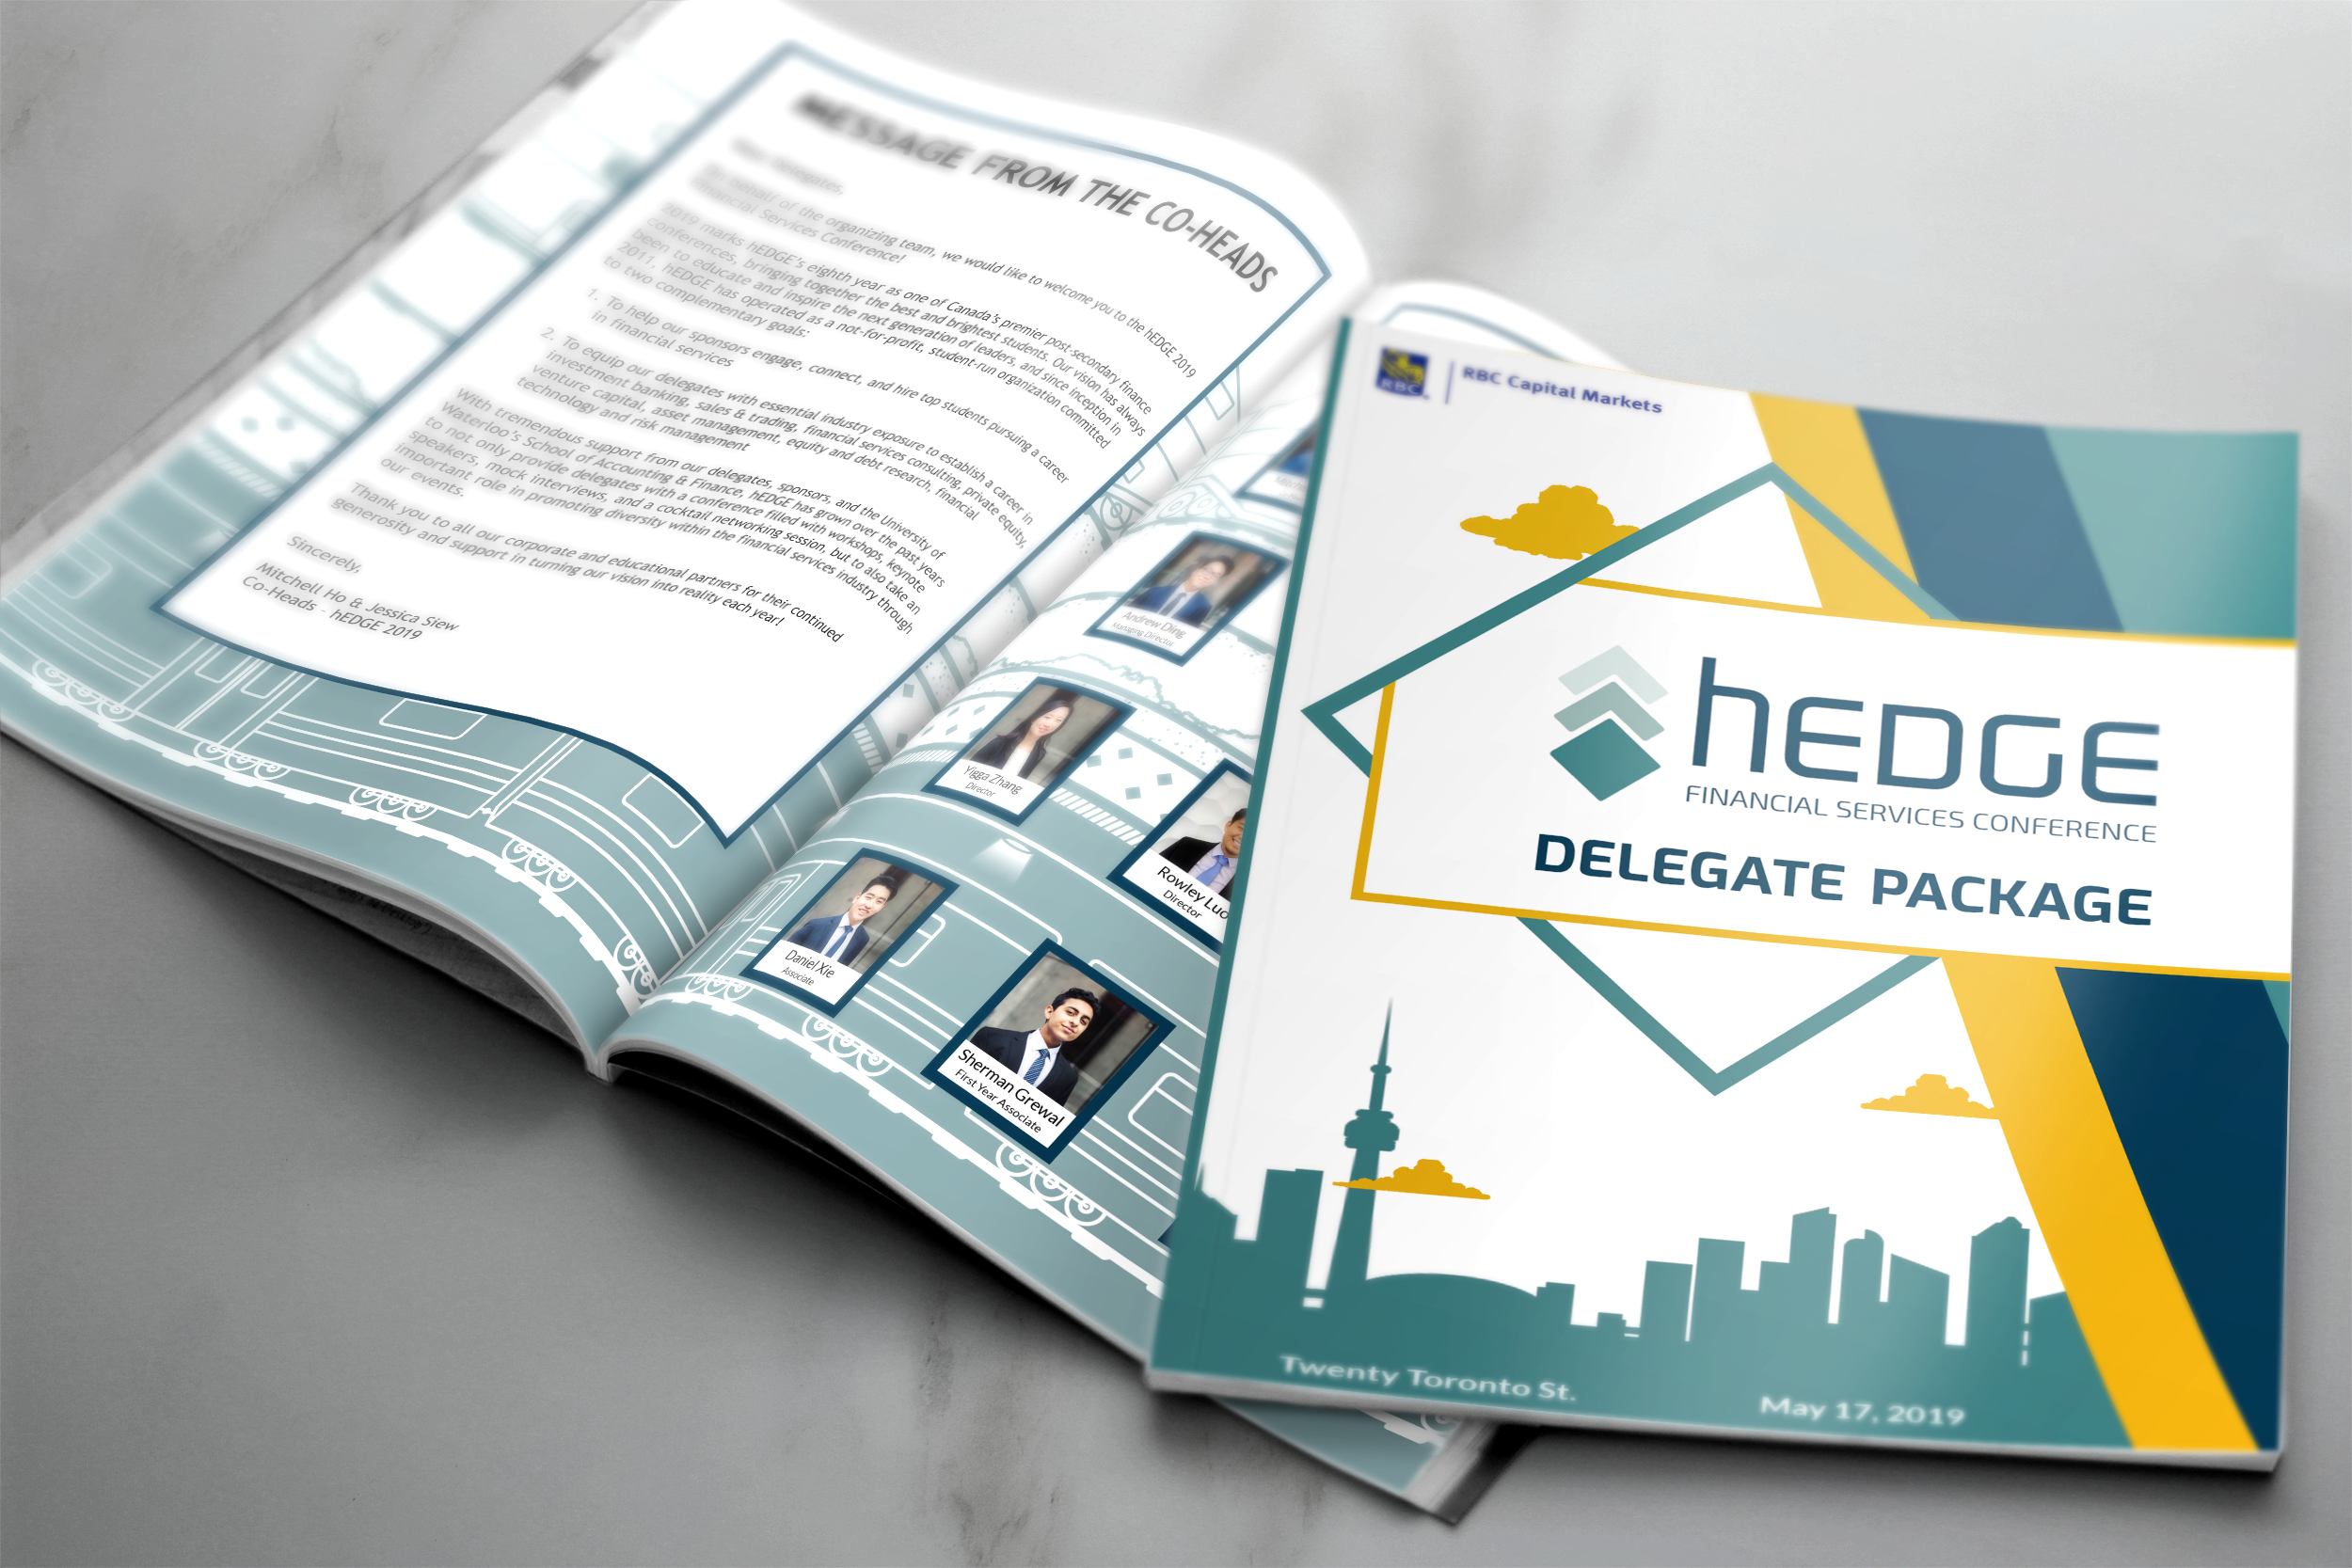 MESSAGE FROM THE CO-HEADS
Dear Delegates,
On behalf of the organizing team, we would like to welcome you to the hEDGE 2019
Financial Services Conference!
2019 marks hEDGE's eighth year as one of Canada's premier post-secondary finance
conferences, bringing together the best and brightest students. Our vision has always
been to educate and inspire the next generation of leaders, and since inception in
2011, hEDGE has operated as a not-for-profit, student-run organization committed
to two complementary goals:
1. To help our sponsors engage, connect, and hire top students pursuing a career
in financial services
2. To equip our delegates with essential industry exposure to establish a career in
investment banking, sales & trading, financial services consulting, private equity,
venture capital, asset management, equity and debt research, financial
technology and risk management
With tremendous support from our delegates, sponsors, and the University of
Waterloo's School of Accounting & Finance, hEDGE has grown over the past years
to not only provide delegates with a conference filled with workshops, keynote
speakers, mock interviews, and a cocktail networking session, but to also take an
important role in promoting diversity within the financial services industry through
our events.
Thank you to all our corporate and educational partners for their continued
generosity and support in turning our vision into reality each year!
Sincerely,
Mitchell Ho & Jessica Siew
Co-Heads - hEDGE 2019
Andrew Ding
Managing Director
Yigga Zhang
Director
Rowley Luo
Director
Daniel Xie
Associate
Sherman Grewal
First Year Associate
RBC
RBC Capital Markets
hEDGE
FINANCIAL SERVICES CONFERENCE
DELEGATE PACKAGE
Twenty Toronto St.
May 17, 2019